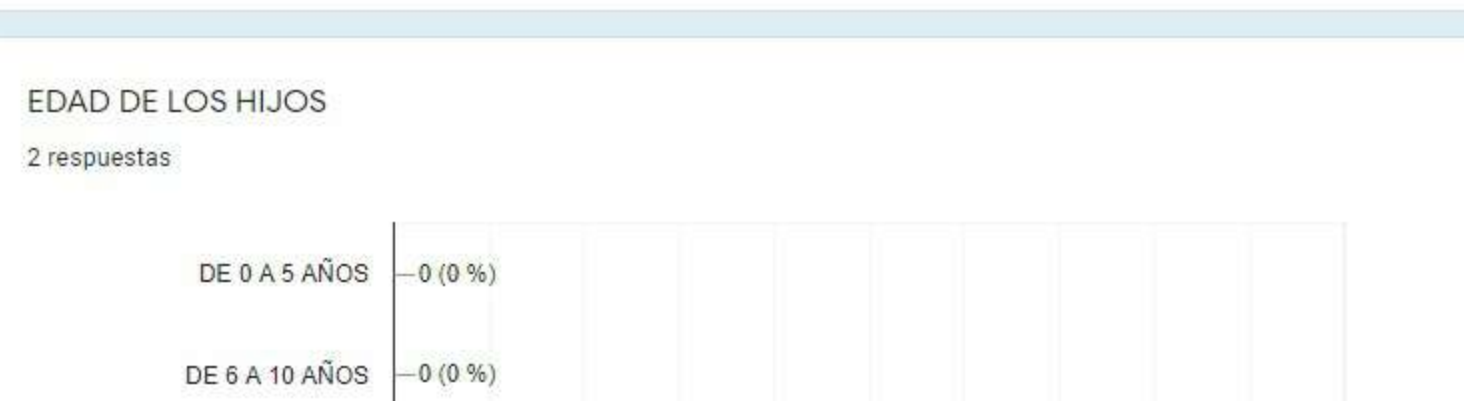 EDAD DE LOS HIJOS
2 respuestas
DE 0 A 5 AÑOS 0 (0 %)
DE 6 A 10 AÑOS 0 (0 %)